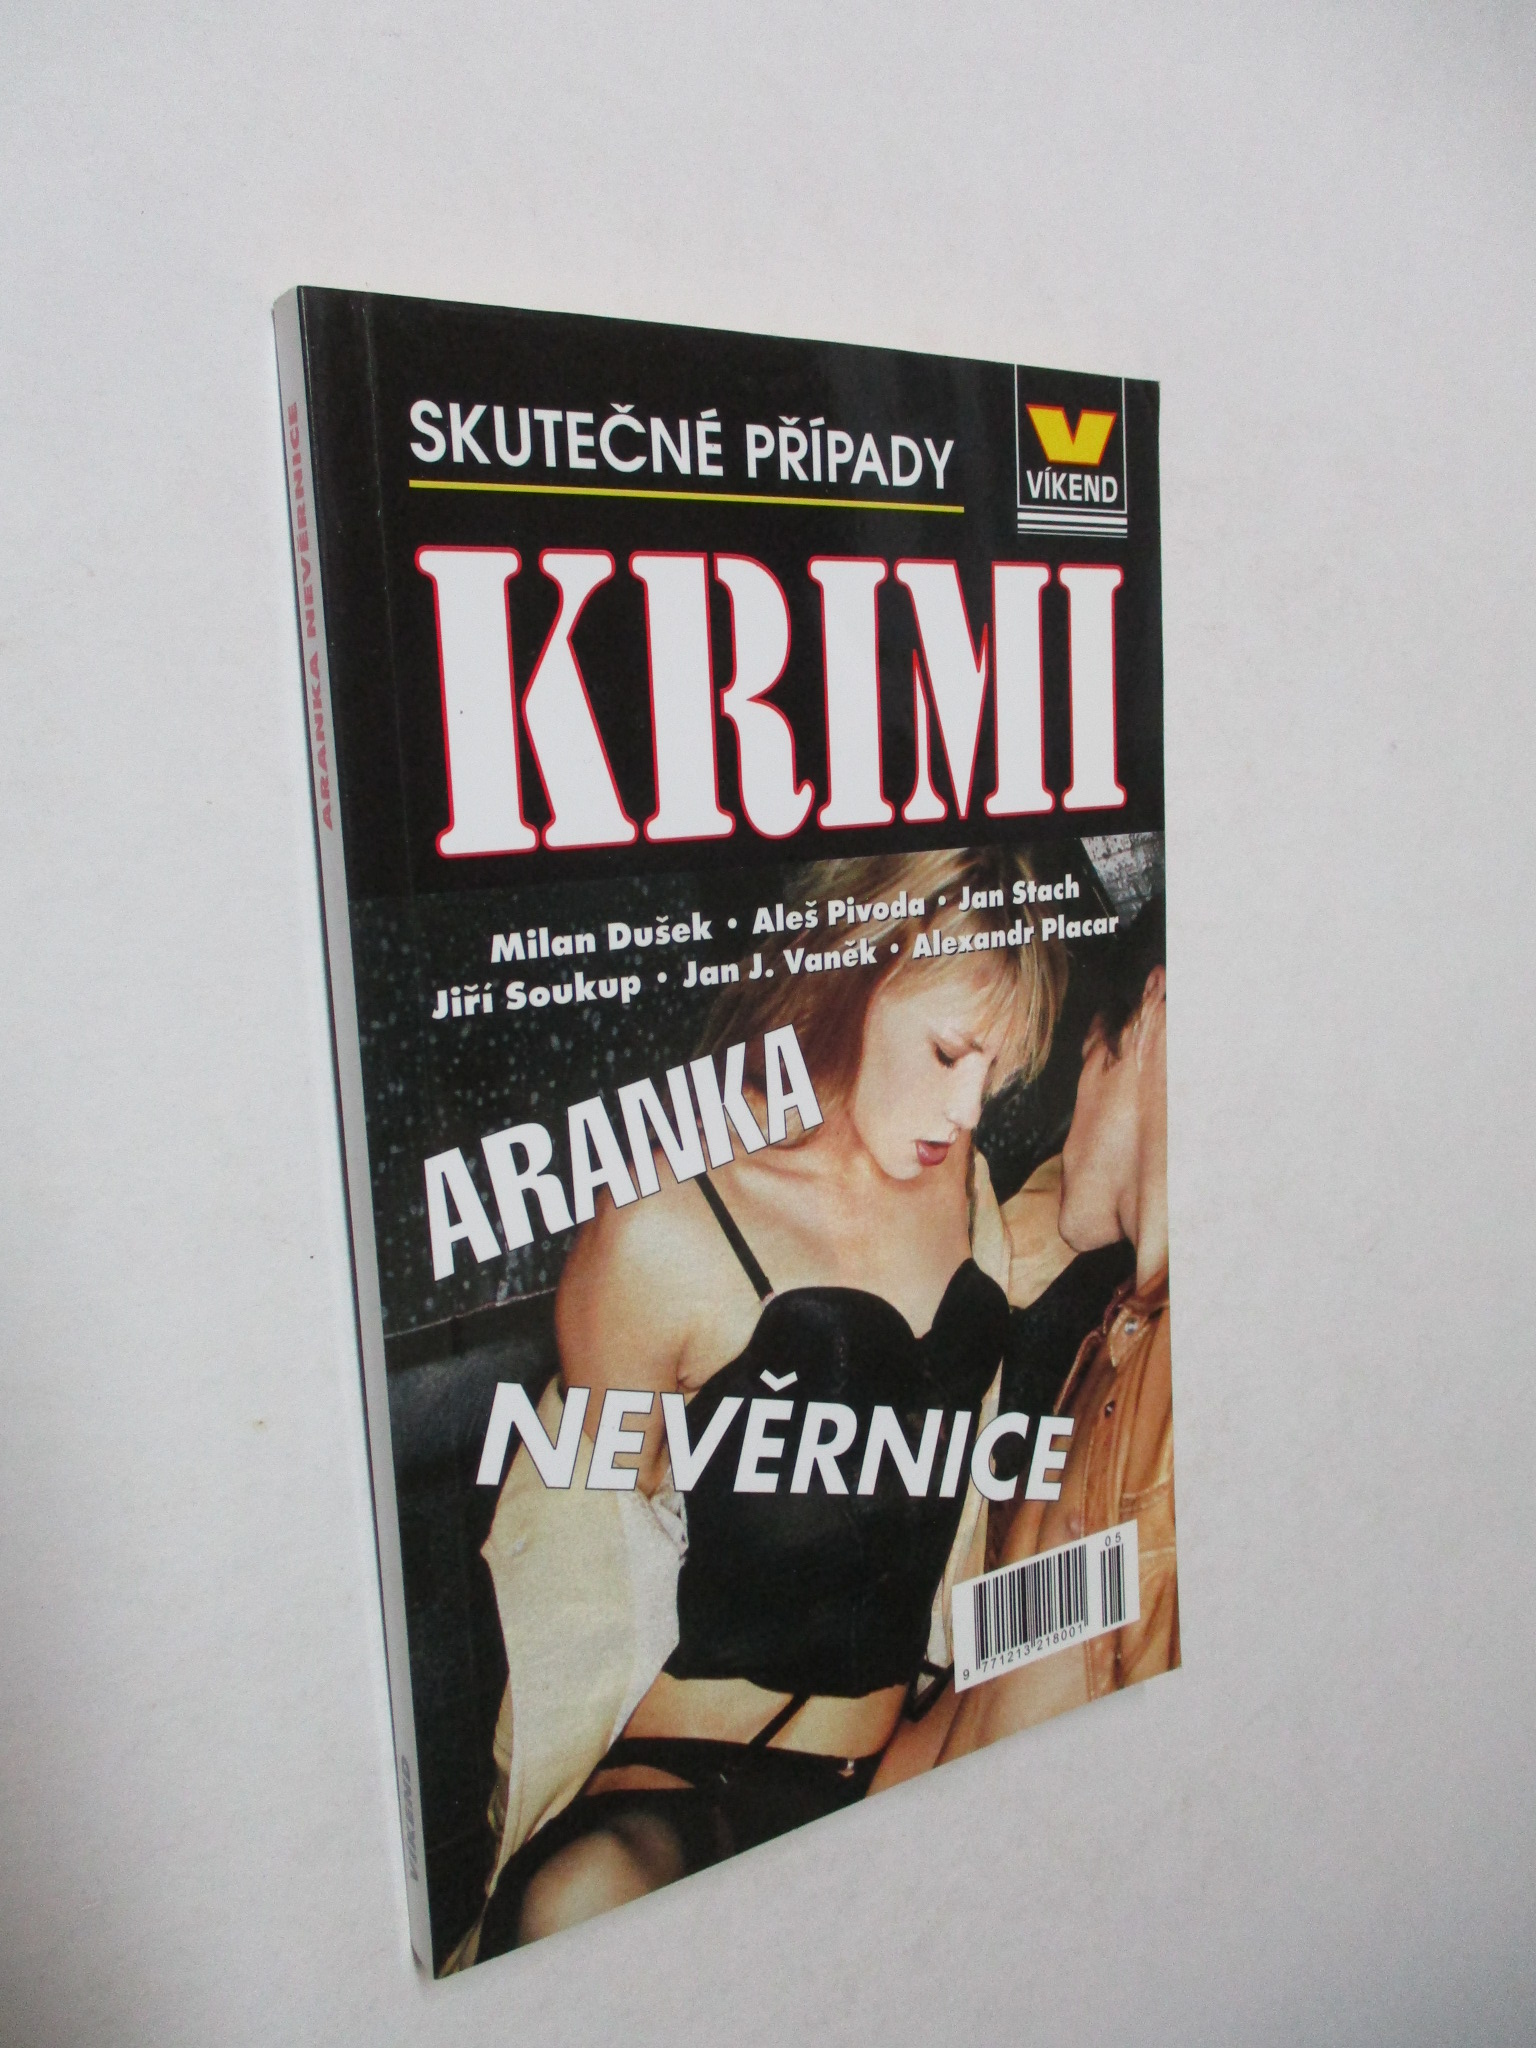 SKUTEČNÉ PŘÍPADY
VÍKEND
KRIMI
Milan Dušek • Aleš Pivoda • Jan Stach
Jiří Soukup • Jan J. Vaněk • Alexandr Placar
ARANKA
NEVĚRNICE
05
9 771213 218001
ARANKA NEVĚRNICE
VÍKEND